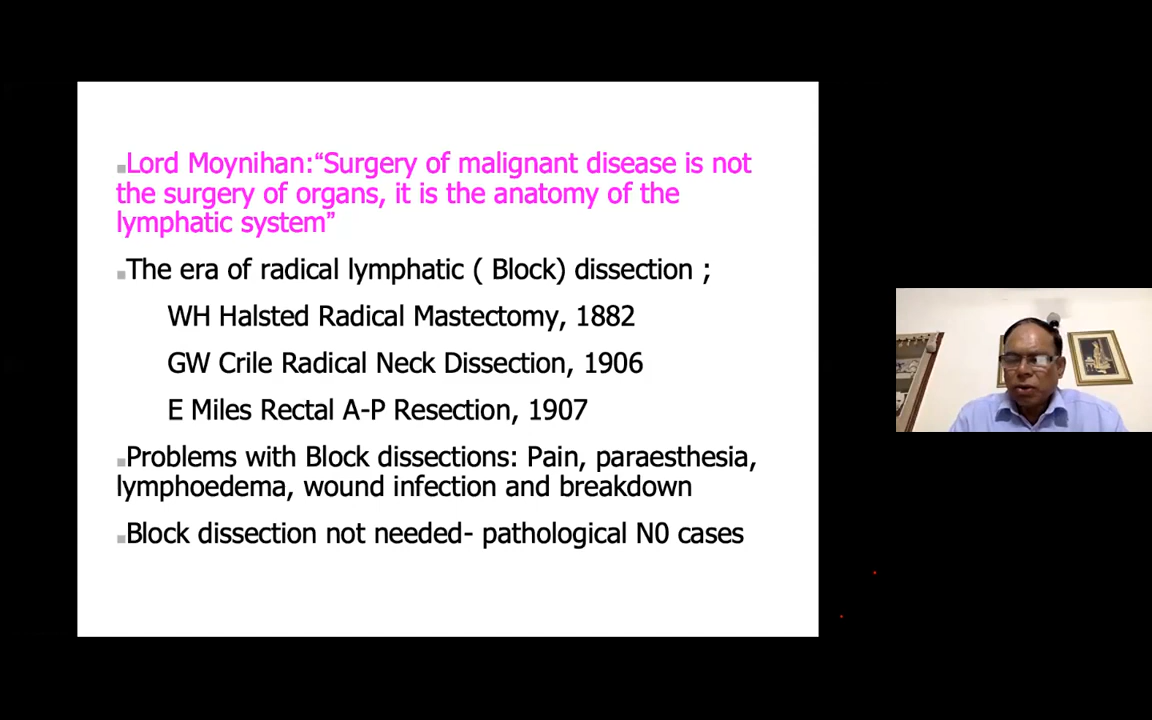 Lord Moynihan:“Surgery of malignant disease is not
the surgery of organs, it is the anatomy of the
lymphatic system”
The era of radical lymphatic ( Block) dissection ;
WH Halsted Radical Mastectomy, 1882
GW Crile Radical Neck Dissection, 1906
E Miles Rectal A-P Resection, 1907
Problems with Block dissections: Pain, paraesthesia,
lymphoedema, wound infection and breakdown
Block dissection not needed- pathological N0 cases